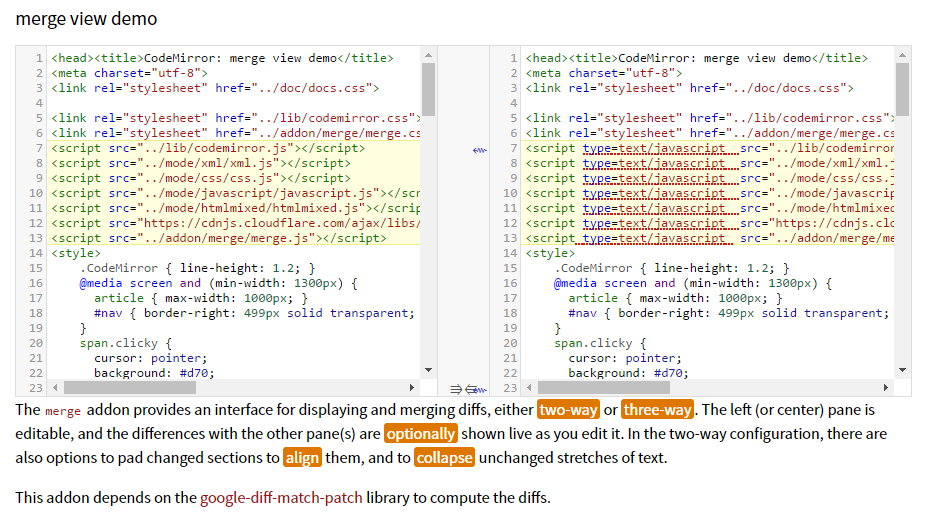 merge view demo
1 <head><title>CodeMirror: merge view demo</title>
2 <meta charset="utf-8">
3 <link rel="stylesheet" href="../doc/docs.css">
4
5 <link rel="stylesheet" href="../lib/codemirror.css">
6 <link rel="stylesheet" href="../addon/merge/merge.cs
7 <script src="../lib/codemirror.js"></script>
8 <script src="../mode/xml/xml.js"></script>
9 <script src="../mode/css/css.js"></script>
10 <script src="../mode/javascript/javascript.js"></scr
11 <script src="../mode/htmlmixed/htmlmixed.js"></scrip
12 <script src="https://cdnjs.cloudflare.com/ajax/libs/
13 <script src="../addon/merge/merge.js"></script>
14 <style>
15 .CodeMirror { line-height: 1.2; }
16 @media screen and (min-width: 1300px) {
17 article { max-width: 1000px; }
18 #nav { border-right: 499px solid transparent;
19 }
20 span.clicky {
21 cursor: pointer;
22 background: #d70;
23
1 <head><title>CodeMirror: merge view demo</title>
2 <meta charset="utf-8">
3 <link rel="stylesheet" href="../doc/docs.css">
4
5 <link rel="stylesheet" href="../lib/codemirror.css">
6 <link rel="stylesheet" href="../addon/merge/merge.cs
7 <script type=text/javascript src="../lib/codemirror
8 <script type=text/javascript src="../mode/xml/xml.j
9 <script type=text/javascript src="../mode/css/css.j
10 <script type=text/javascript src="../mode/javascrip
11 <script type=text/javascript src="../mode/htmlmixed
12 <script type=text/javascript src="https://cdnjs.clo
13 <script type=text/javascript src="../addon/merge/me
14 <style>
15 .CodeMirror { line-height: 1.2; }
16 @media screen and (min-width: 1300px) {
17 article { max-width: 1000px; }
18 #nav { border-right: 499px solid transparent;
19 }
20 span.clicky {
21 cursor: pointer;
22 background: #d70;
23
The merge addon provides an interface for displaying and merging diffs, either two-way or three-way. The left (or center) pane is
editable, and the differences with the other pane(s) are optionally shown live as you edit it. In the two-way configuration, there are
also options to pad changed sections to align them, and to collapse unchanged stretches of text.
This addon depends on the google-diff-match-patch library to compute the diffs.